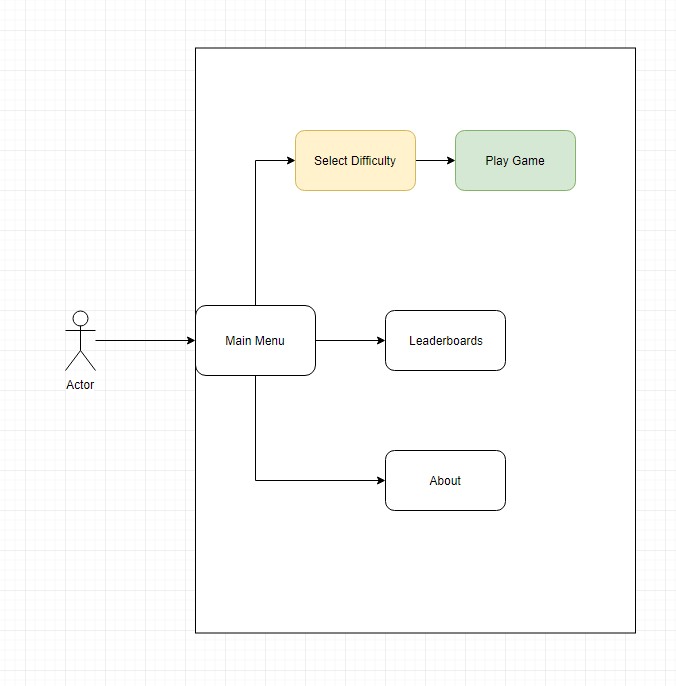 Select Difficulty
Play Game
Main Menu
Leaderboards
Actor
About